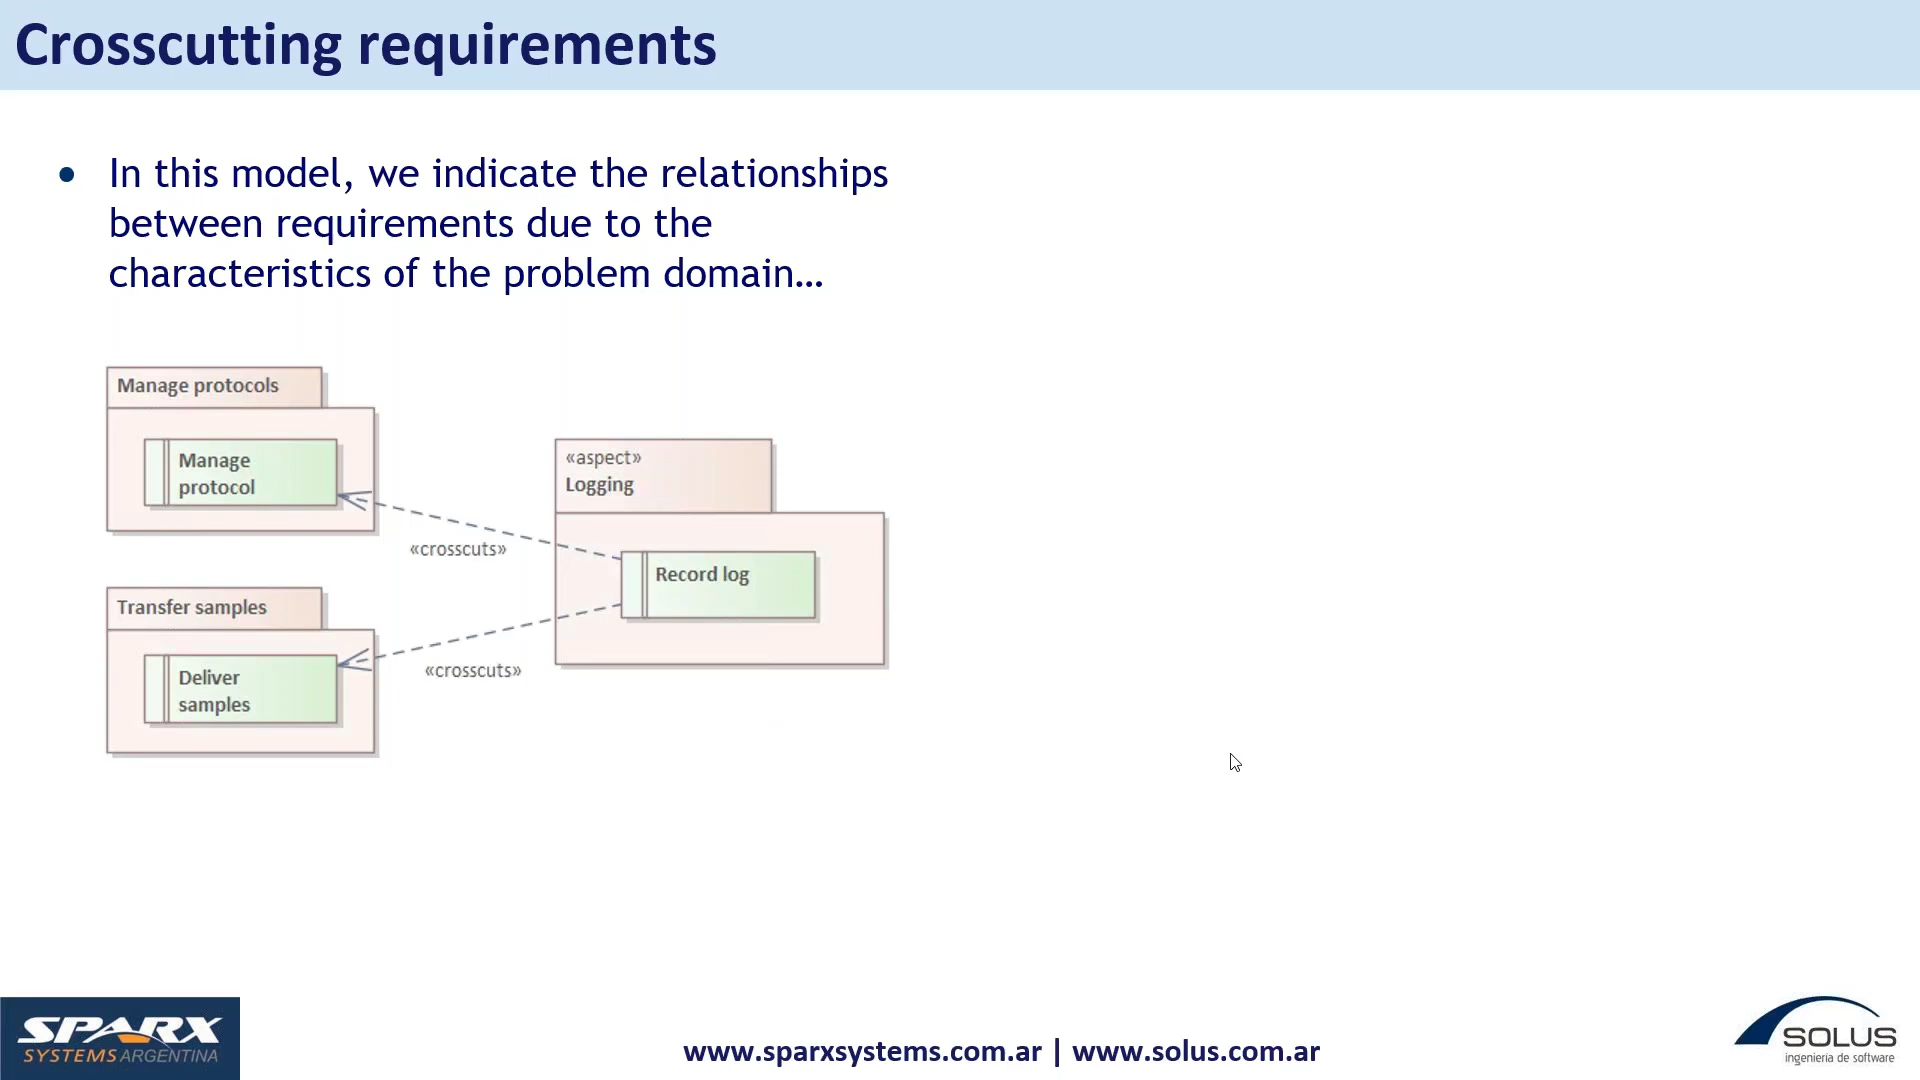 Crosscutting requirements
• In this model, we indicate the relationships
between requirements due to the
characteristics of the problem domain…
Manage protocols
Manage
protocol
«aspect»
Logging
«crosscuts»
Record log
Transfer samples
«crosscuts»
Deliver
samples
SPARX
SYSTEMS ARGENTINA
www.sparxsystems.com.ar | www.solus.com.ar
SOLUS
ingenieria de software